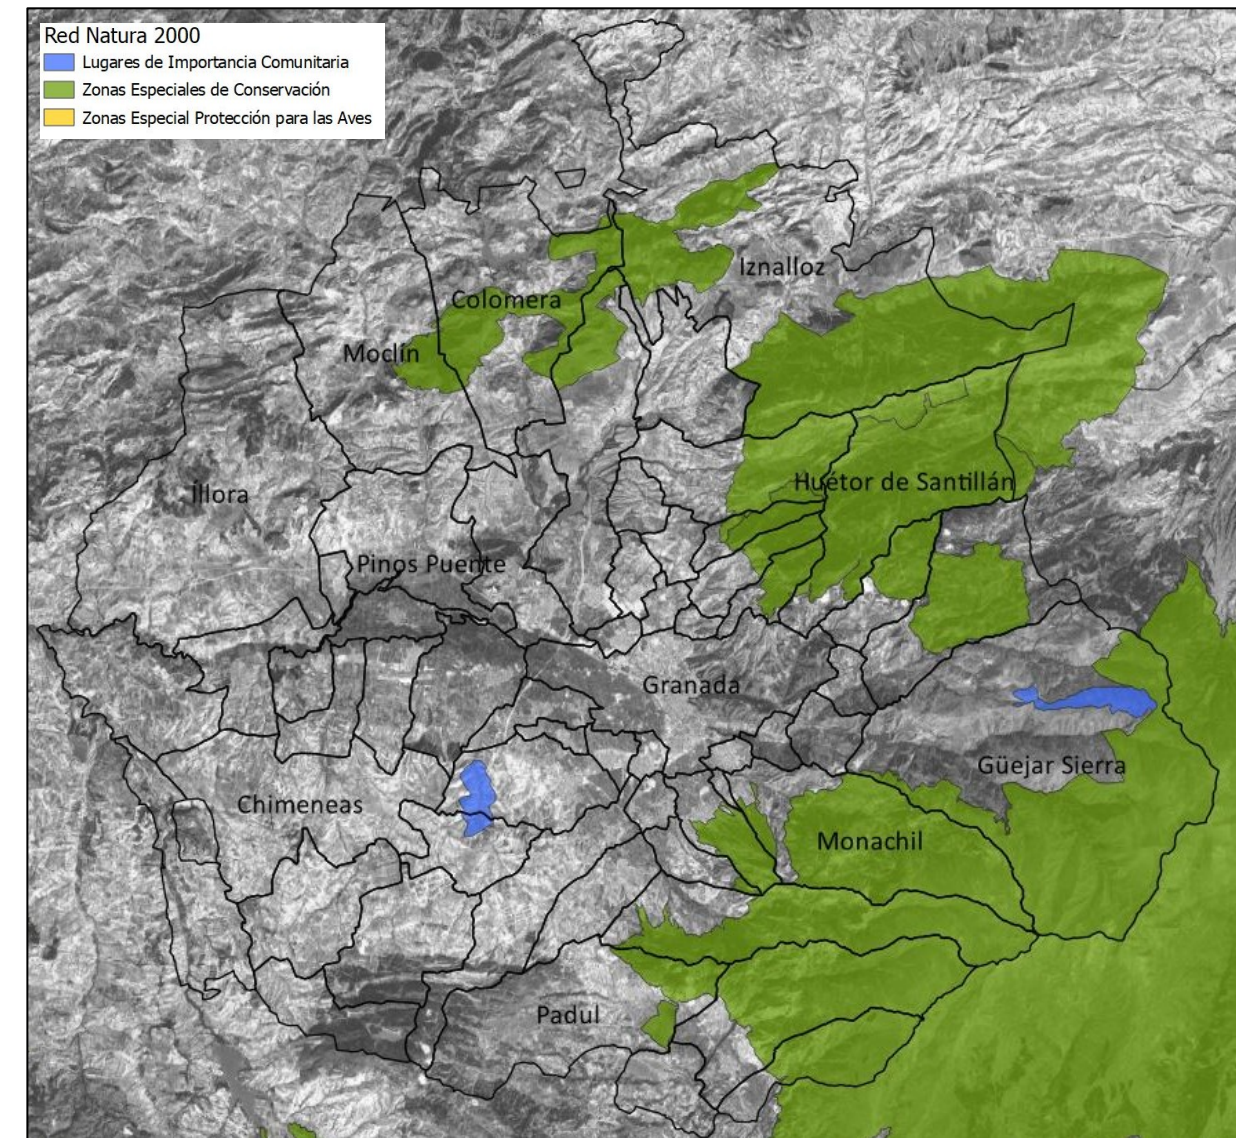 Red Natura 2000
Lugares de Importancia Comunitaria
Zonas Especiales de Conservación
Zonas Especial Protección para las Aves
Iznalloz
Colomera
Moclín
Íllora
Huétor de Santillán
Pinos Puente
Granada
Güejar Sierra
Chimeneas
Monachil
Padul